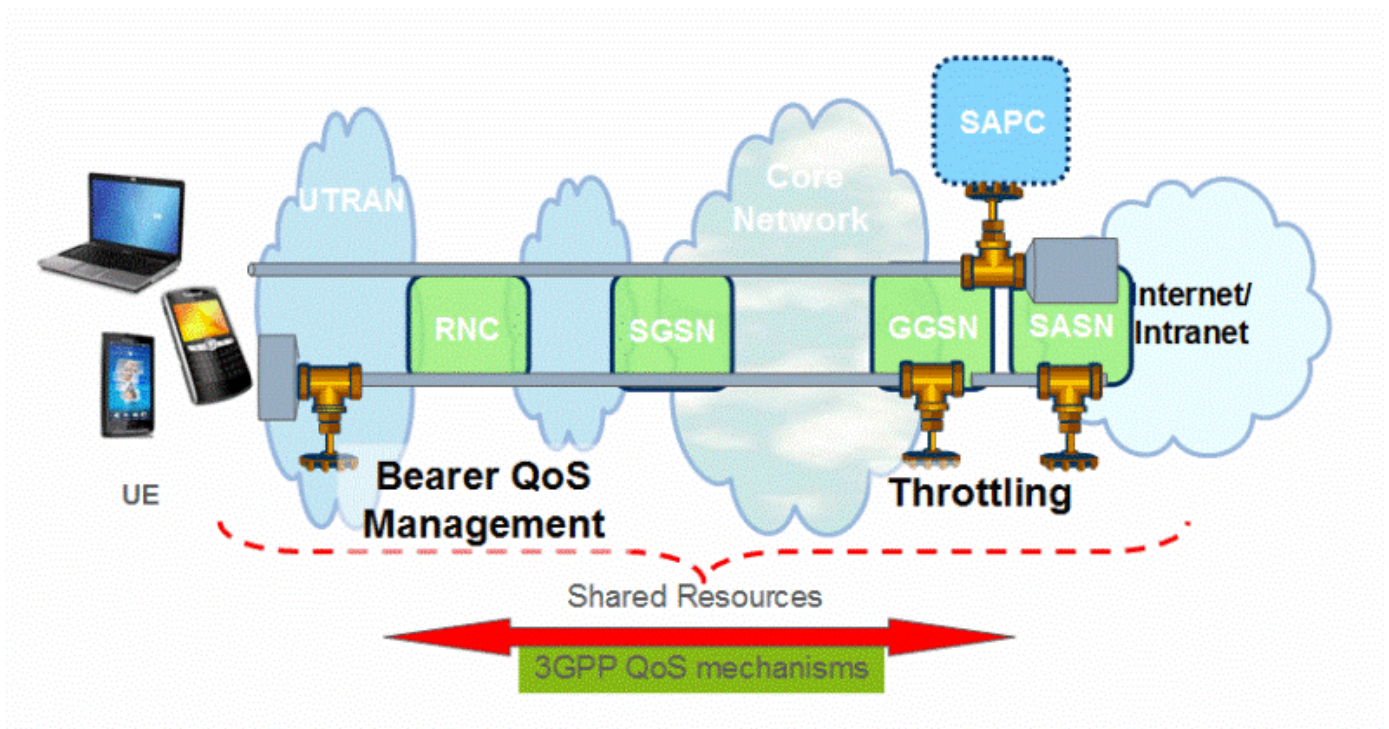 SAPC
UTRAN
Core
Network
RNC
SGSN
GGSN
SASN
Internet/
Intranet
UE
Bearer QoS
Management
Throttling
Shared Resources
3GPP QoS mechanisms